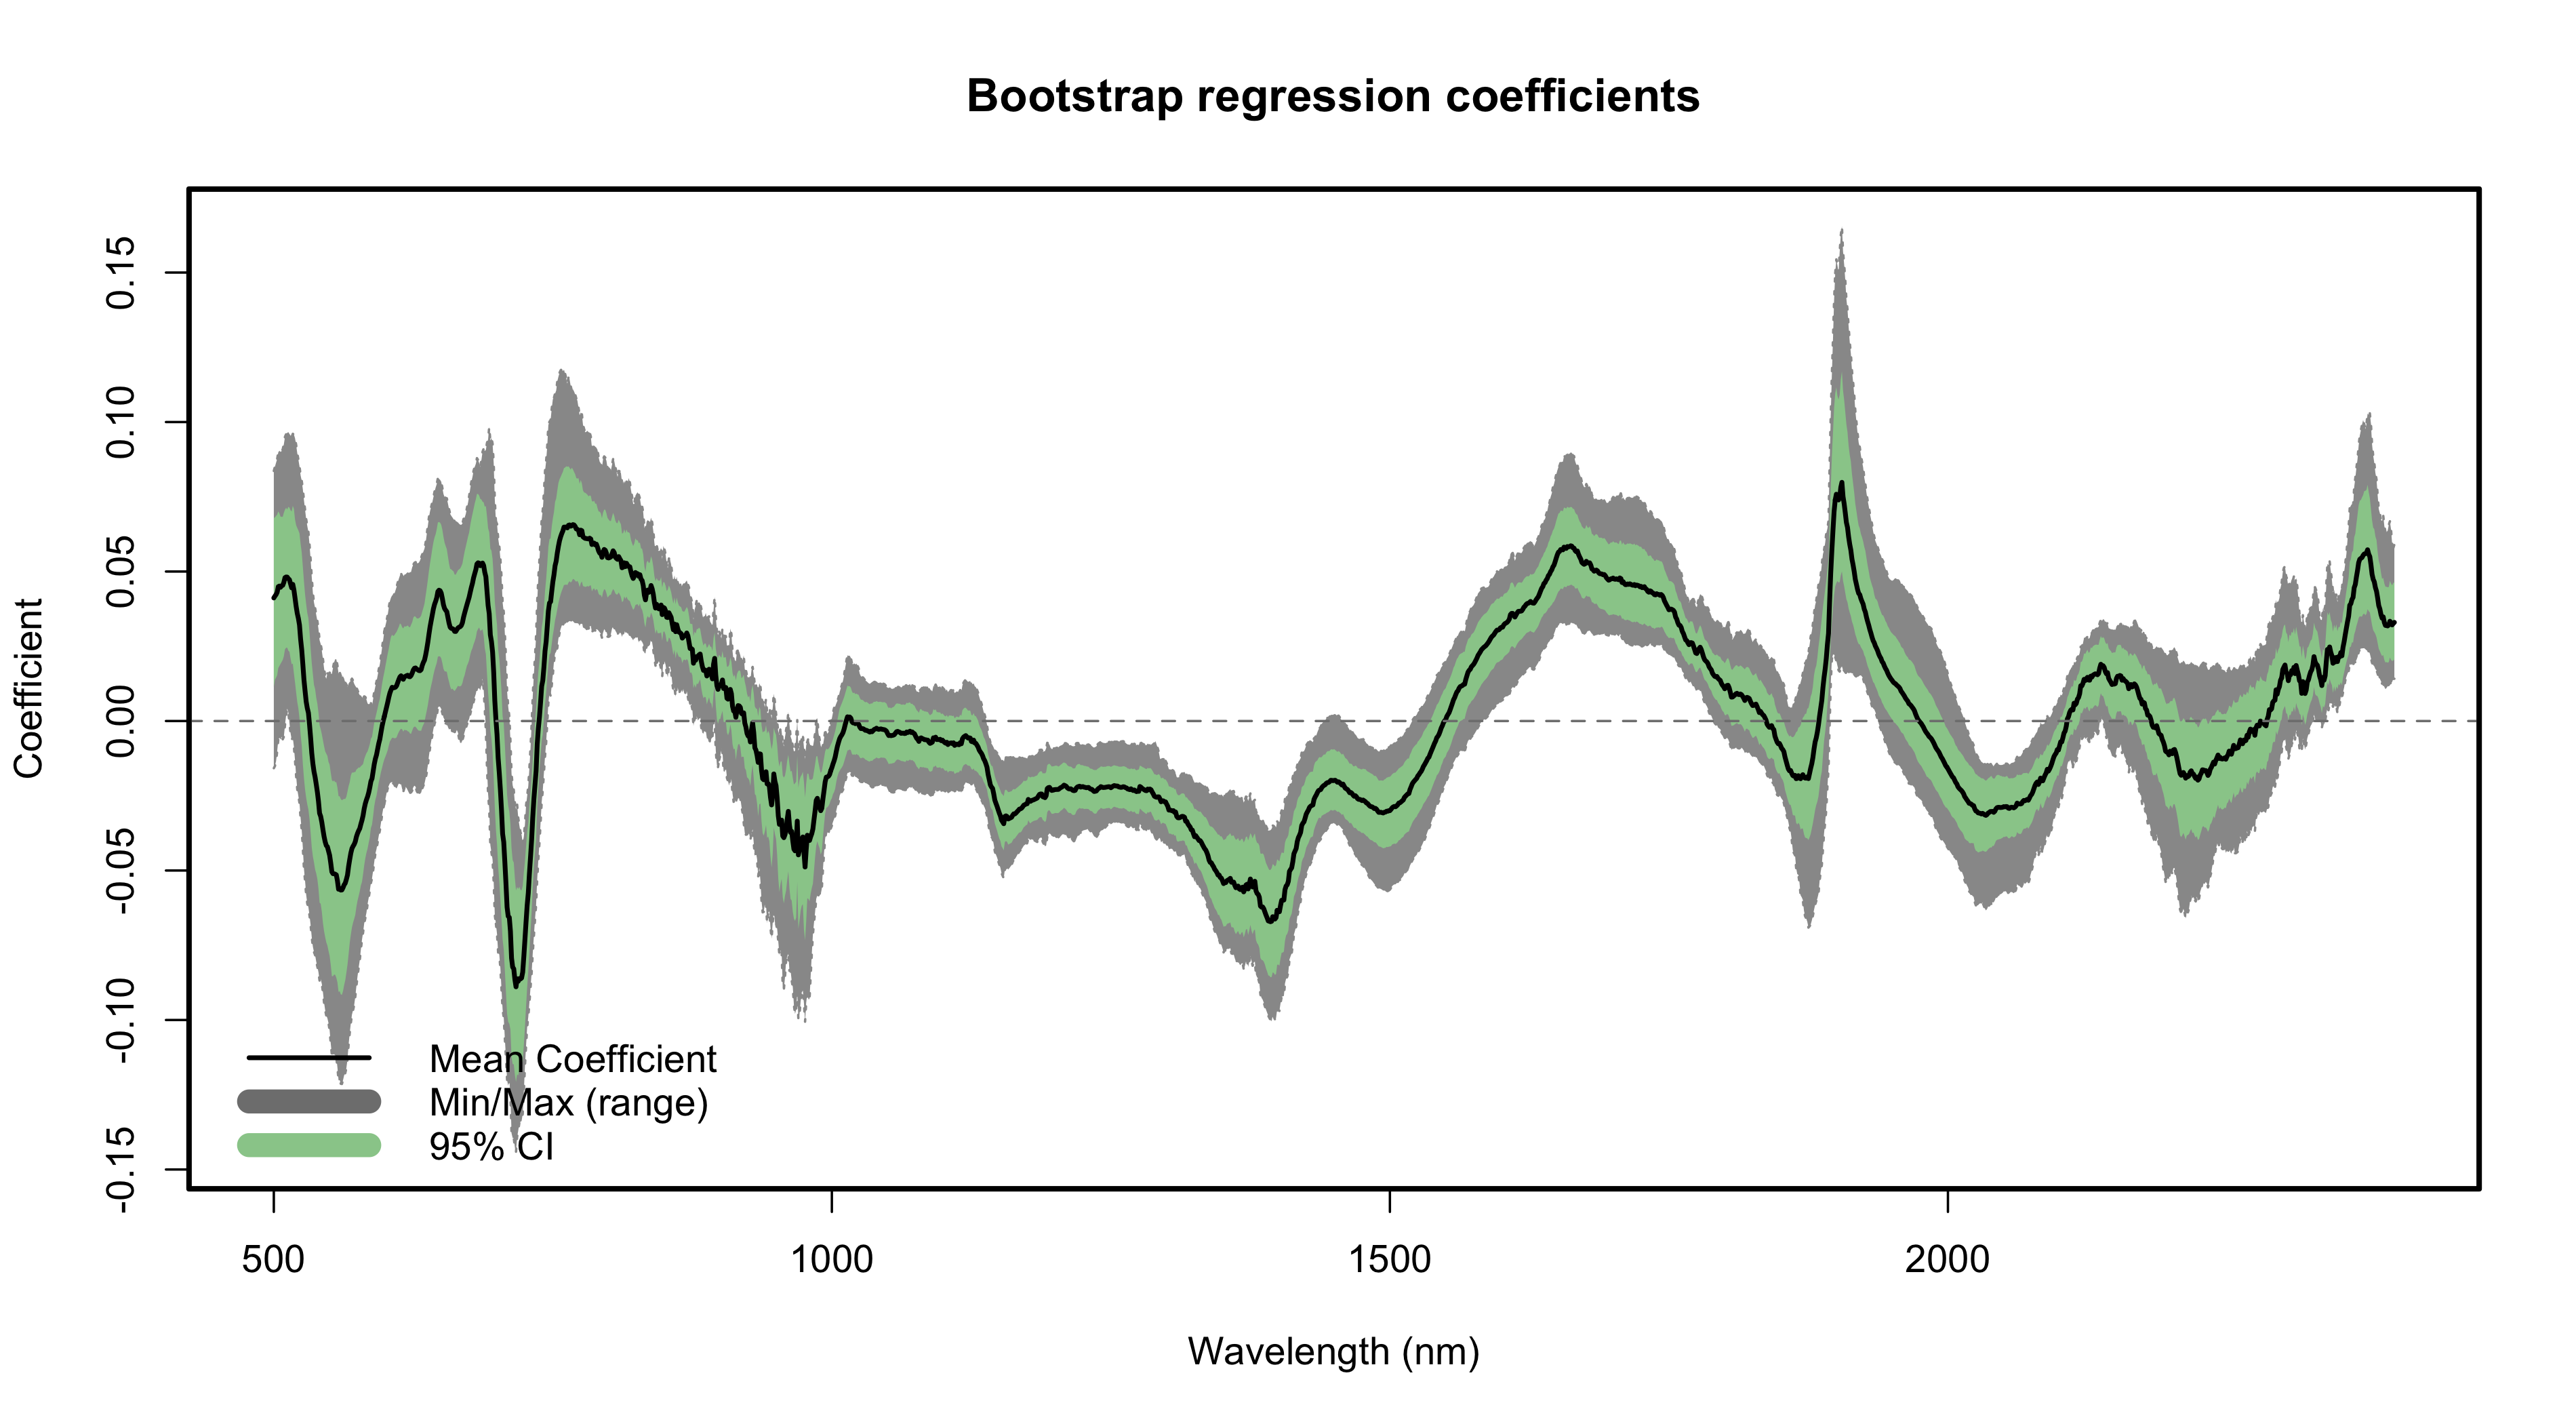 Bootstrap regression coefficients
Coefficient
0.15
0.10
0.05
0.00
-0.05
-0.10
-0.15
Mean Coefficient
Min/Max (range)
95% CI
500 1000 1500 2000
Wavelength (nm)